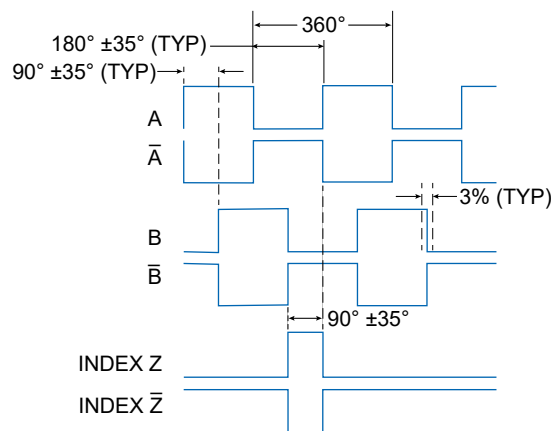 360°
180° ±35° (TYP)
90° ±35° (TYP)
A
A̅
3% (TYP)
B
B̅
90° ±35°
INDEX Z
INDEX Z̅